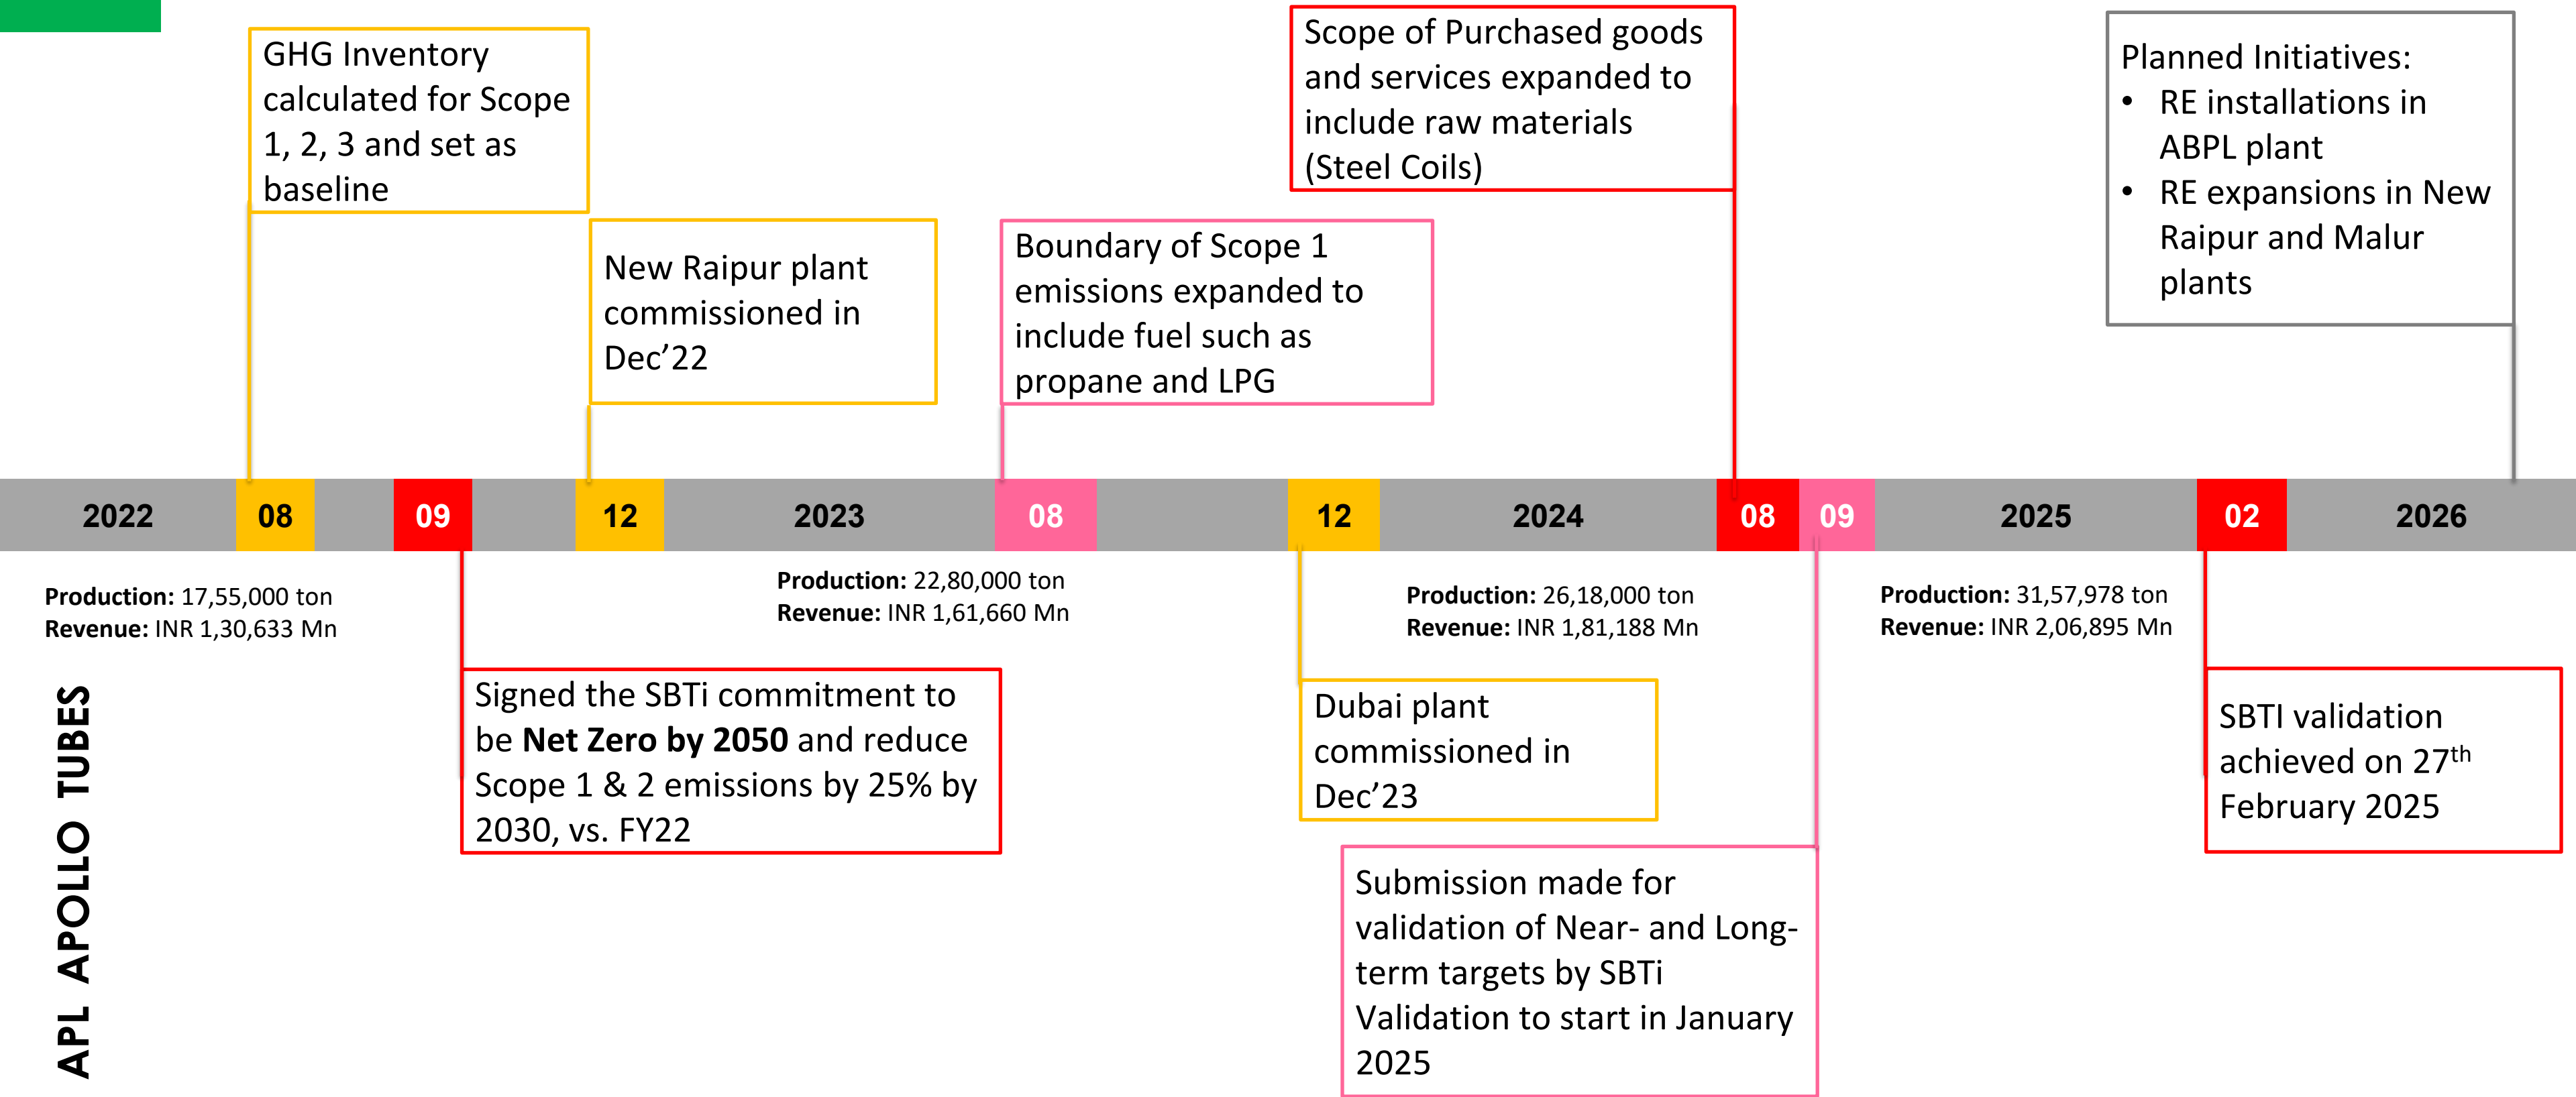 GHG Inventory
calculated for Scope
1, 2, 3 and set as
baseline
New Raipur plant
commissioned in
Dec’22
Boundary of Scope 1
emissions expanded to
include fuel such as
propane and LPG
Scope of Purchased goods
and services expanded to
include raw materials
(Steel Coils)
Planned Initiatives:
• RE installations in
ABPL plant
• RE expansions in New
Raipur and Malur
plants
2022 08 09 12 2023 08 12 2024 08 09 2025 02 2026
Production: 17,55,000 ton
Revenue: INR 1,30,633 Mn
Production: 22,80,000 ton
Revenue: INR 1,61,660 Mn
Production: 26,18,000 ton
Revenue: INR 1,81,188 Mn
Production: 31,57,978 ton
Revenue: INR 2,06,895 Mn
APL APOLLO TUBES
Signed the SBTi commitment to
be Net Zero by 2050 and reduce
Scope 1 & 2 emissions by 25% by
2030, vs. FY22
Dubai plant
commissioned in
Dec’23
Submission made for
validation of Near- and Long-
term targets by SBTi
Validation to start in January
2025
SBTI validation
achieved on 27th
February 2025